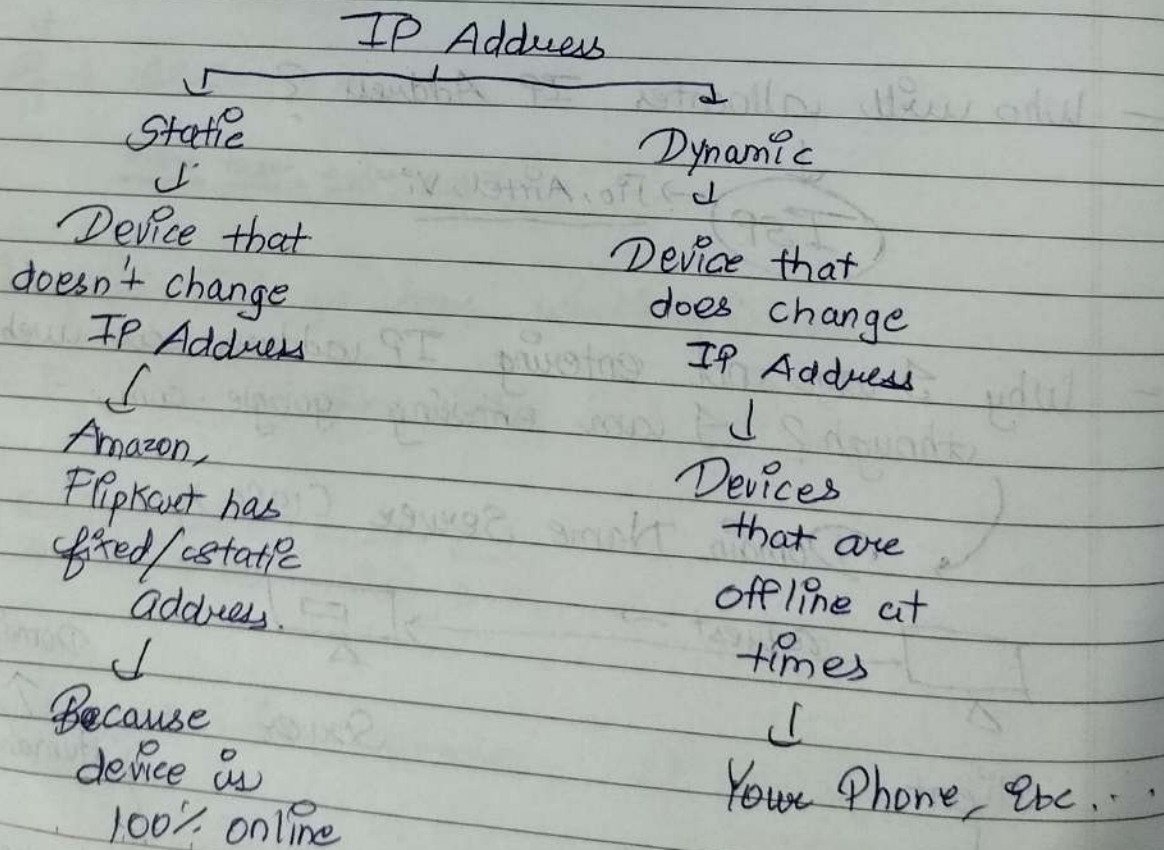 IP Address
Static
Device that
doesn't change
IP Address
Amazon,
Flipkart has
fixed/static
address.
Because
device is
100% online
Dynamic
Device that
does change
IP Address
Devices
that are
offline at
times
Your Phone, Etc...